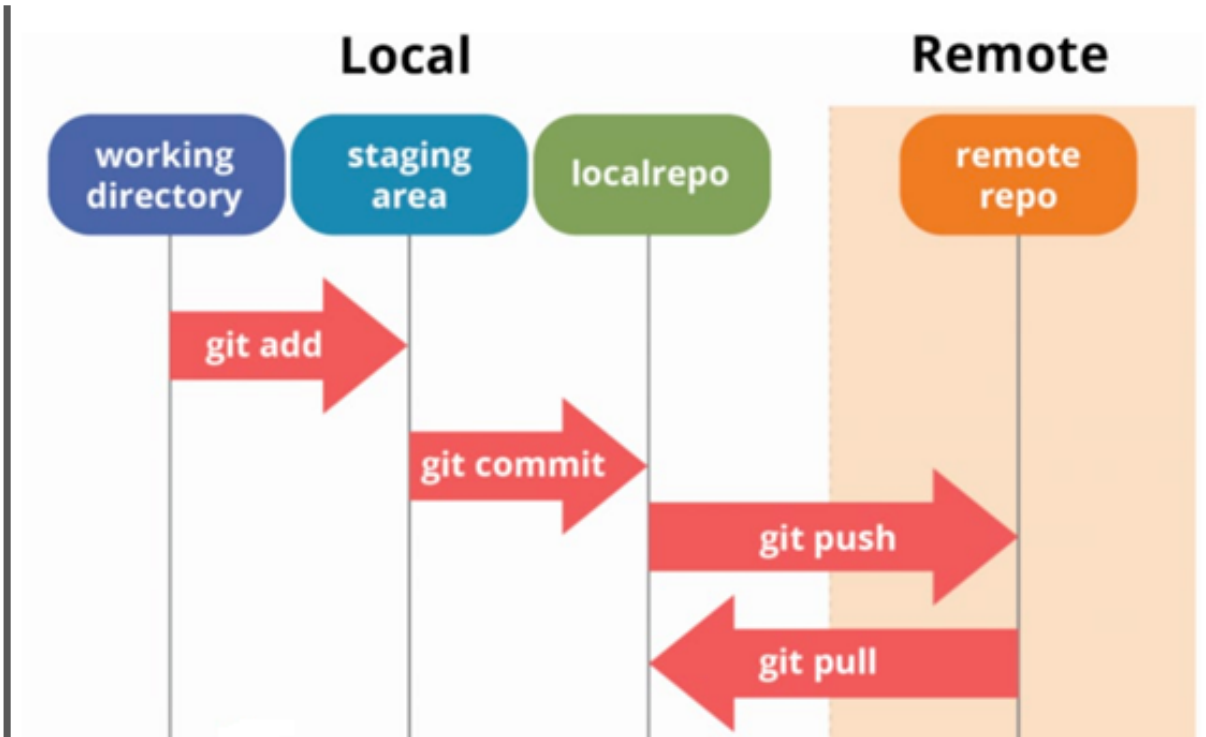 Local
Remote
working
directory
staging
area
localrepo
remote
repo
git add
git commit
git push
git pull